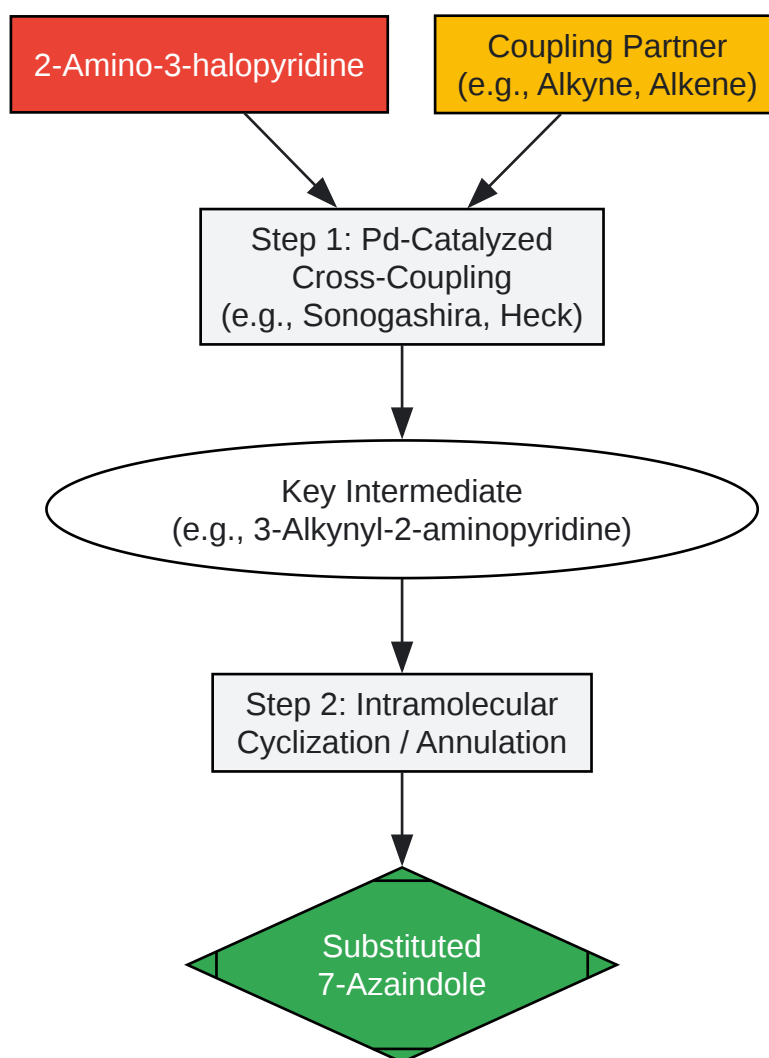 2-Amino-3-halopyridine
Coupling Partner
(e.g., Alkyne, Alkene)
Step 1: Pd-Catalyzed
Cross-Coupling
(e.g., Sonogashira, Heck)
Key Intermediate
(e.g., 3-Alkynyl-2-aminopyridine)
Step 2: Intramolecular
Cyclization / Annulation
Substituted
7-Azaindole